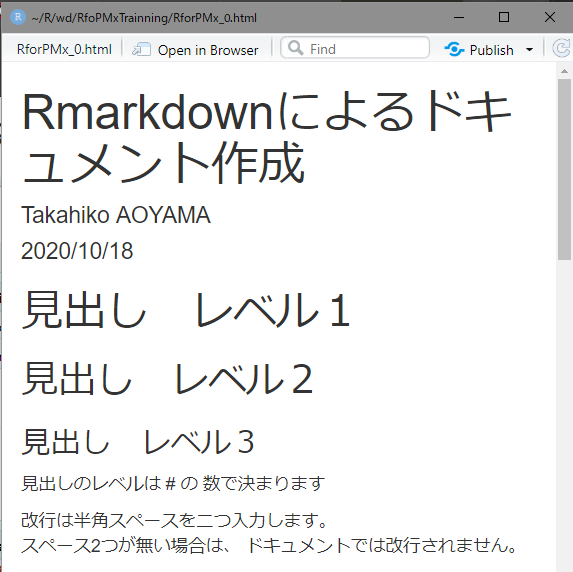 ~/R/wd/RfoPMxTrainning/RforPMx_0.html
RforPMx_0.html Open in Browser Find Publish
Rmarkdownによるドキ
ュメント作成
Takahiko AOYAMA
2020/10/18
見出し　レベル１
見出し　レベル２
見出し　レベル３
見出しのレベルは # の 数で決まります
改行は半角スペースを二つ入力します。
スペース2つが無い場合は、 ドキュメントでは改行されません。